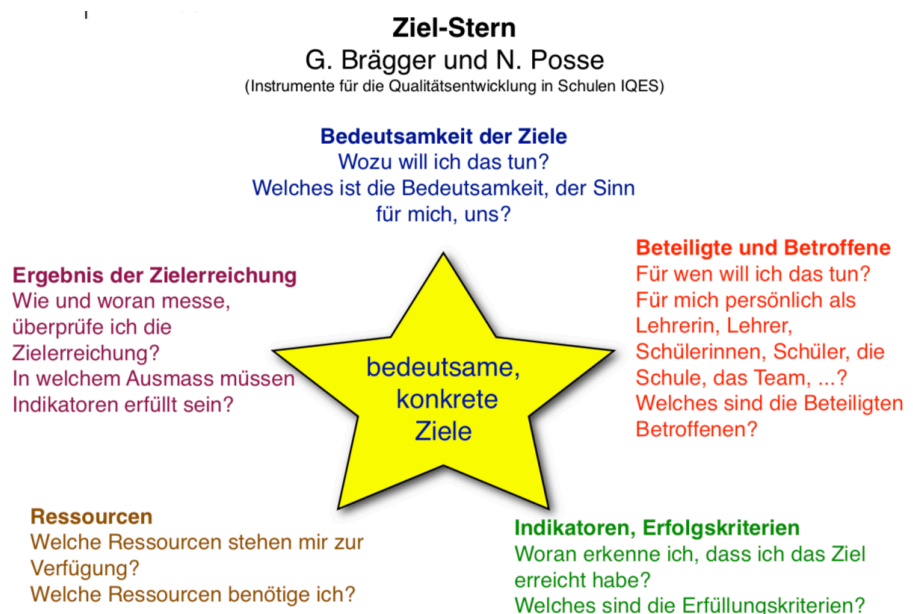 Ziel-Stern
G. Brägger und N. Posse
(Instrumente für die Qualitätsentwicklung in Schulen IQES)
Bedeutsamkeit der Ziele
Wozu will ich das tun?
Welches ist die Bedeutsamkeit, der Sinn
für mich, uns?
Beteiligte und Betroffene
Für wen will ich das tun?
Für mich persönlich als
Lehrerin, Lehrer,
Schülerinnen, Schüler, die
Schule, das Team, ...?
Welches sind die Beteiligten
Betroffenen?
Ergebnis der Zielerreichung
Wie und woran messe,
überprüfe ich die
Zielerreichung?
In welchem Ausmass müssen
Indikatoren erfüllt sein?
bedeutsame,
konkrete
Ziele
Ressourcen
Welche Ressourcen stehen mir zur
Verfügung?
Welche Ressourcen benötige ich?
Indikatoren, Erfolgskriterien
Woran erkenne ich, dass ich das Ziel
erreicht habe?
Welches sind die Erfüllungskriterien?